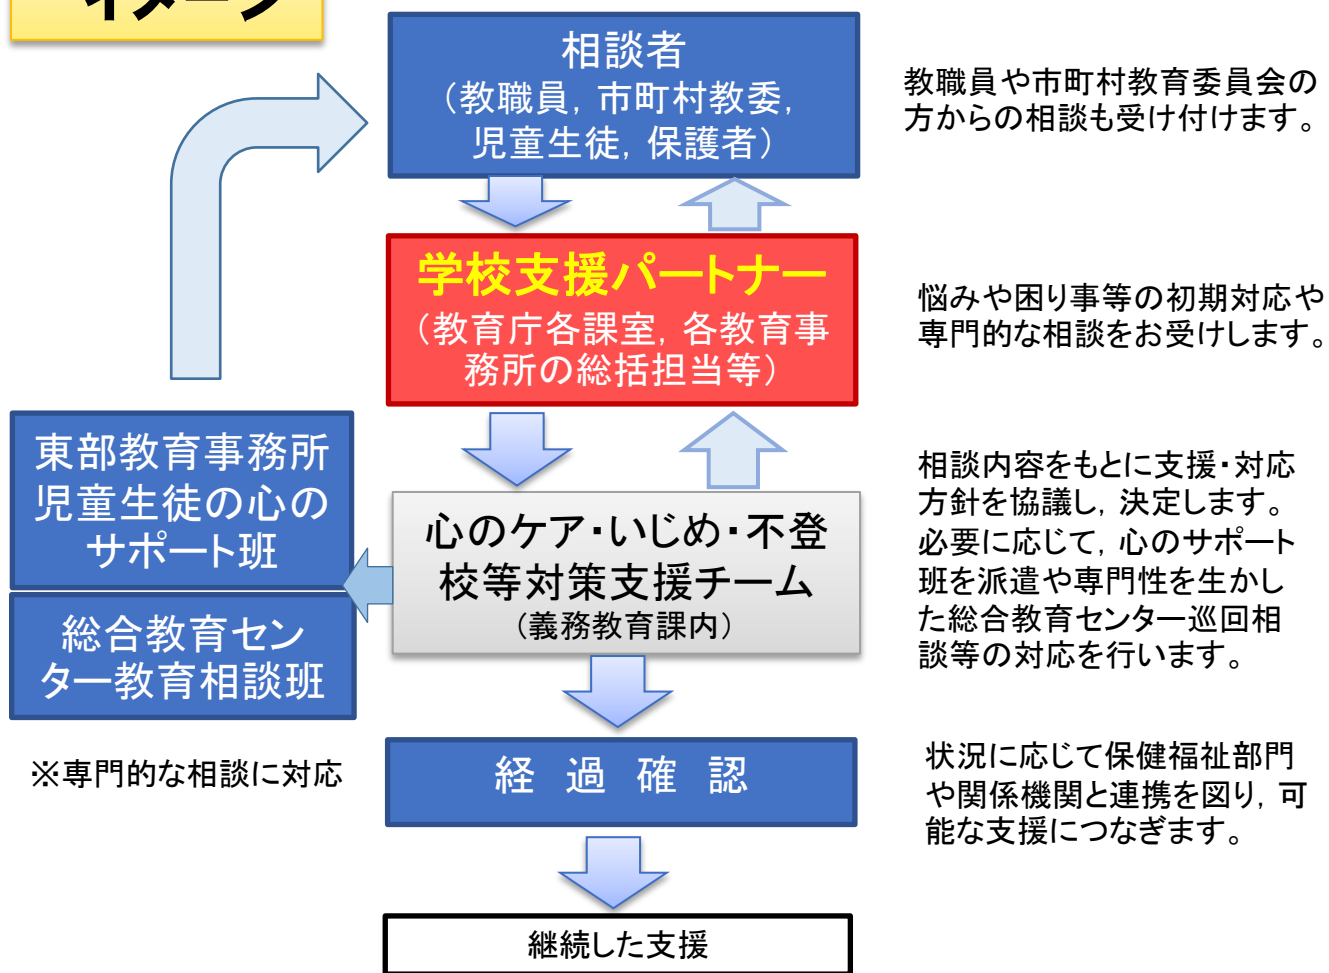 イメージ
相談者
（教職員，市町村教委，
児童生徒，保護者）
教職員や市町村教育委員会の
方からの相談も受け付けます。
学校支援パートナー
（教育庁各課室，各教育事
務所の総括担当等）
悩みや困り事等の初期対応や
専門的な相談をお受けします。
東部教育事務所
児童生徒の心の
サポート班
総合教育セン
ター教育相談班
※専門的な相談に対応
心のケア・いじめ・不登
校等対策支援チーム
（義務教育課内）
相談内容をもとに支援・対応
方針を協議し，決定します。
必要に応じて，心のサポート
班を派遣や専門性を生かし
た総合教育センター巡回相
談等の対応を行います。
経過確認
状況に応じて保健福祉部門
や関係機関と連携を図り，可
能な支援につなぎます。
継続した支援